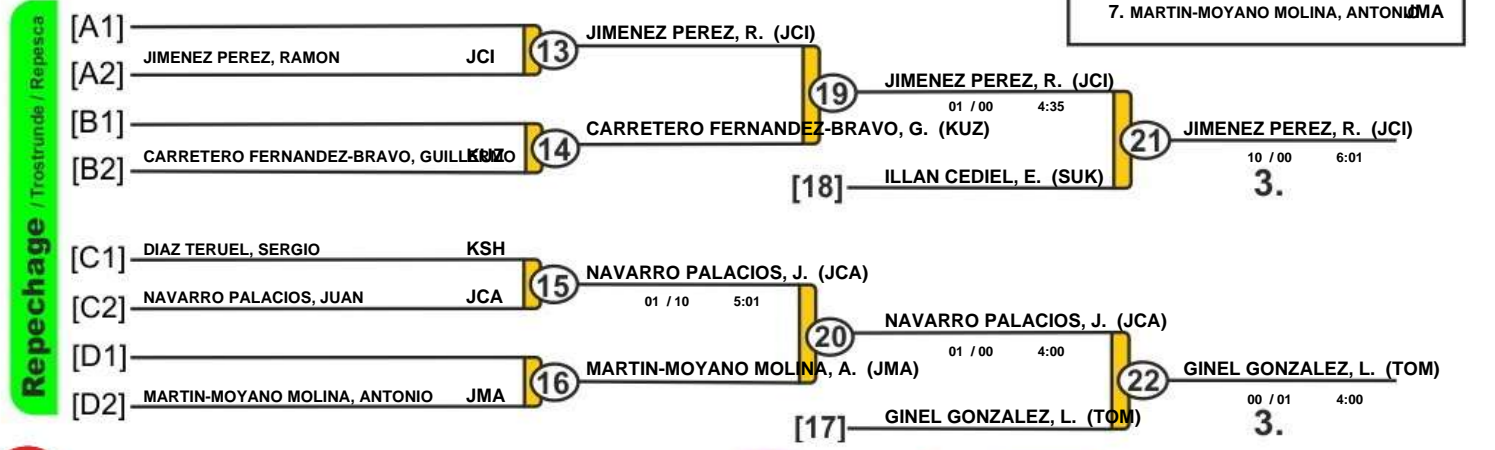 7. MARTIN-MOYANO MOLINA, ANTONIO JMA
Repechage / Trostrunde / Repesca
[A1]
JIMENEZ PEREZ, RAMON JCI
[A2]
13
JIMENEZ PEREZ, R. (JCI)
[B1]
CARRETERO FERNANDEZ-BRAVO, GUILLERMO KUZ
[B2]
14
CARRETERO FERNANDEZ-BRAVO, G. (KUZ)
19
JIMENEZ PEREZ, R. (JCI)
01 / 00 4:35
[18]
ILLAN CEDIEL, E. (SUK)
21
JIMENEZ PEREZ, R. (JCI)
10 / 00 6:01
3.
[C1]
DIAZ TERUEL, SERGIO KSH
[C2]
NAVARRO PALACIOS, JUAN JCA
15
NAVARRO PALACIOS, J. (JCA)
01 / 10 5:01
[D1]
[D2]
MARTIN-MOYANO MOLINA, ANTONIO JMA
16
MARTIN-MOYANO MOLINA, A. (JMA)
20
NAVARRO PALACIOS, J. (JCA)
01 / 00 4:00
[17]
GINEL GONZALEZ, L. (TOM)
22
GINEL GONZALEZ, L. (TOM)
00 / 01 4:00
3.